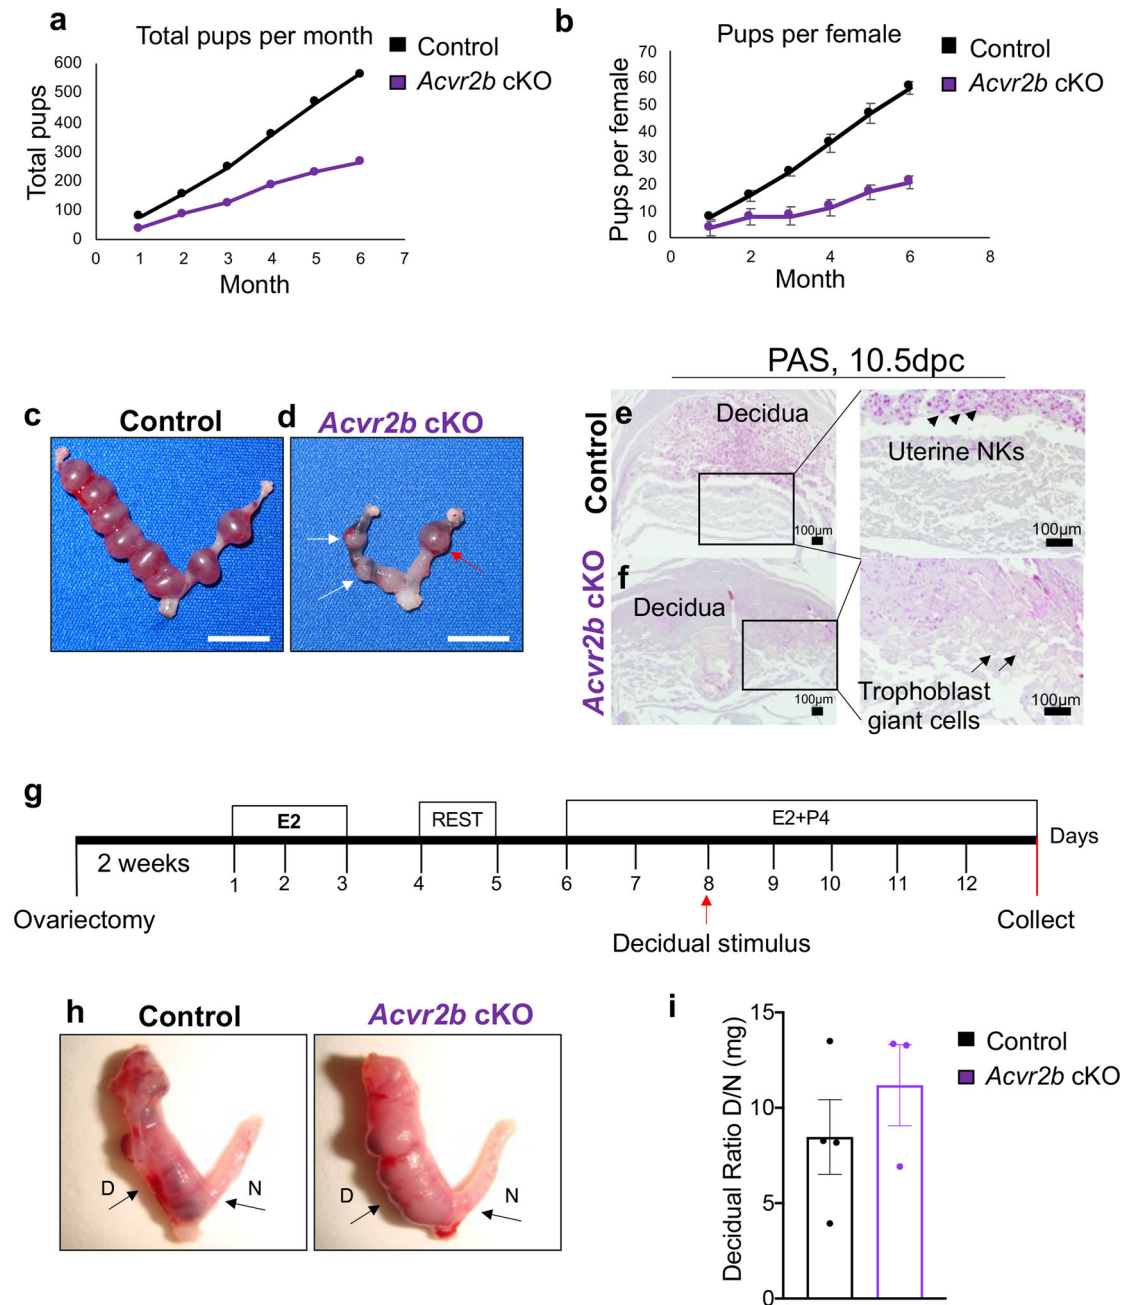 a
Total pups per month
Control
Acvr2b cKO
Total pups
600
500
400
300
200
100
0
0 1 2 3 4 5 6 7
Month
b
Pups per female
Control
Acvr2b cKO
Pups per female
70
60
50
40
30
20
10
0
0 2 4 6 8
Month
c
Control
d
Acvr2b cKO
PAS, 10.5dpc
Control
e
Decidua
100μm
Uterine NKs
100μm
Acvr2b cKO
f
Decidua
100μm
Trophoblast
giant cells
100μm
g
E2
REST
E2+P4
Days
2 weeks
1 2 3 4 5 6 7 8 9 10 11 12
Ovariectomy
Decidual stimulus
Collect
h
Control
D
N
Acvr2b cKO
D
N
i
Decidual Ratio D/N (mg)
15
10
5
0
Control
Acvr2b cKO